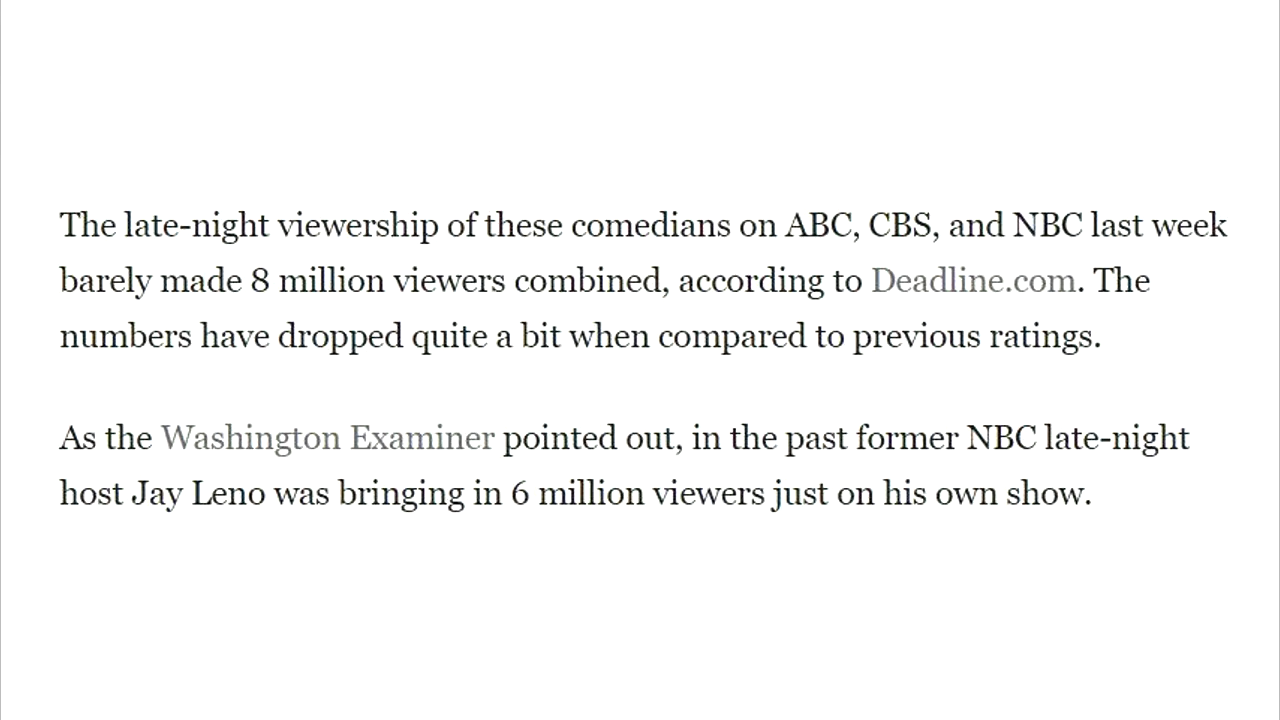 The late-night viewership of these comedians on ABC, CBS, and NBC last week
barely made 8 million viewers combined, according to Deadline.com. The
numbers have dropped quite a bit when compared to previous ratings.
As the Washington Examiner pointed out, in the past former NBC late-night
host Jay Leno was bringing in 6 million viewers just on his own show.